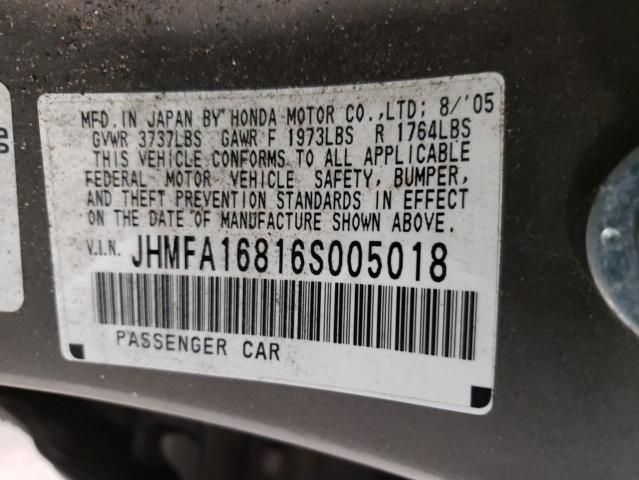 MFD. IN JAPAN BY HONDA MOTOR CO.,LTD; 8/'05
GVWR 3737LBS GAWR F 1973LBS R 1764LBS
THIS VEHICLE CONFORMS TO ALL APPLICABLE
FEDERAL MOTOR VEHICLE SAFETY, BUMPER,
AND THEFT PREVENTION STANDARDS IN EFFECT
ON THE DATE OF MANUFACTURE SHOWN ABOVE.
V.I.N. JHMFA16816S005018
PASSENGER CAR